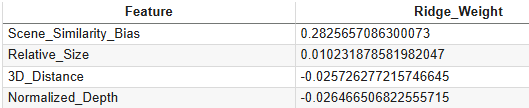 Feature Ridge_Weight
Scene_Similarity_Bias 0.2825657086300073
Relative_Size 0.010231878581982047
3D_Distance -0.025726277215746645
Normalized_Depth -0.026466506822555715